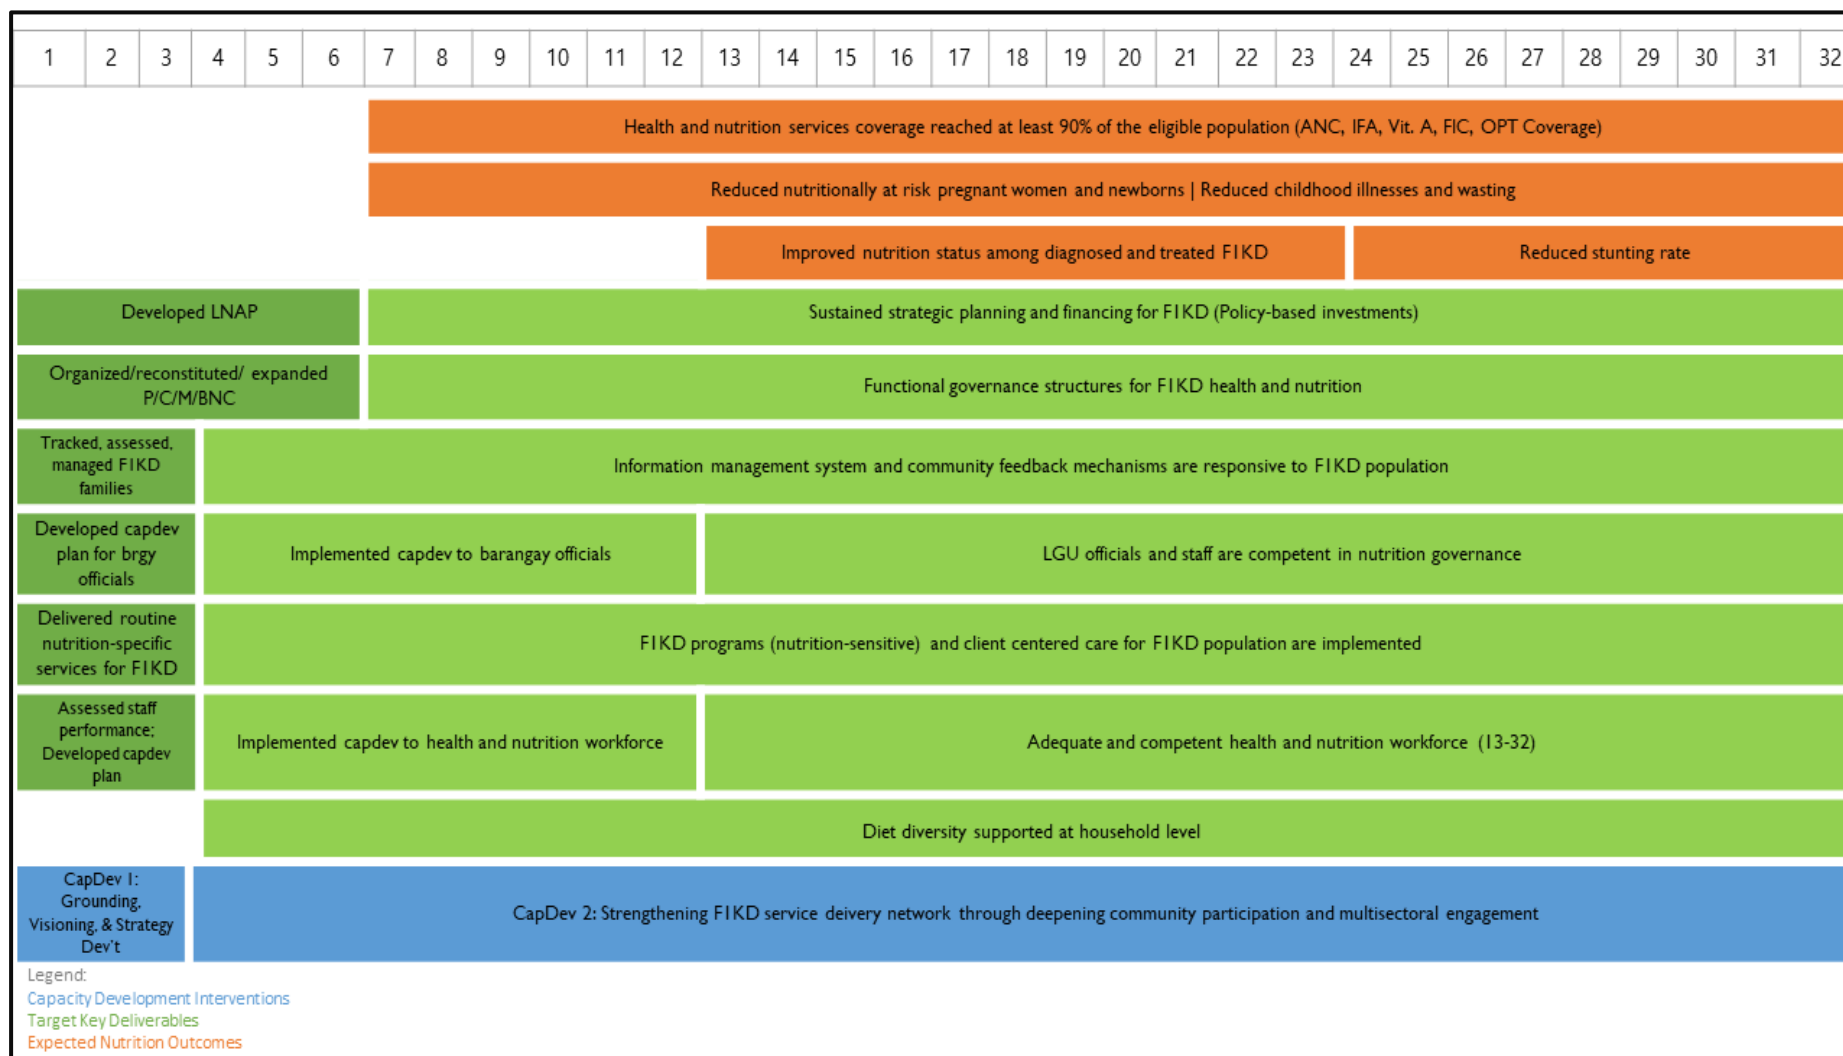 1 2 3 4 5 6 7 8 9 10 11 12 13 14 15 16 17 18 19 20 21 22 23 24 25 26 27 28 29 30 31 32
Health and nutrition services coverage reached at least 90% of the eligible population (ANC, IFA, Vit. A, FIC, OPT Coverage)
Reduced nutritionally at risk pregnant women and newborns | Reduced childhood illnesses and wasting
Improved nutrition status among diagnosed and treated F1KD
Reduced stunting rate
Developed LNAP
Sustained strategic planning and financing for F1KD (Policy-based investments)
Organized/reconstituted/ expanded
P/C/M/BNC
Functional governance structures for F1KD health and nutrition
Tracked, assessed,
managed F1KD
families
Information management system and community feedback mechanisms are responsive to F1KD population
Developed capdev
plan for brgy
officials
Implemented capdev to barangay officials
LGU officials and staff are competent in nutrition governance
Delivered routine
nutrition-specific
services for F1KD
F1KD programs (nutrition-sensitive) and client centered care for F1KD population are implemented
Assessed staff
performance;
Developed capdev
plan
Implemented capdev to health and nutrition workforce
Adequate and competent health and nutrition workforce (13-32)
Diet diversity supported at household level
CapDev 1:
Grounding,
Visioning, & Strategy
Dev't
CapDev 2: Strengthening F1KD service deivery network through deepening community participation and multisectoral engagement
Legend:
Capacity Development Interventions
Target Key Deliverables
Expected Nutrition Outcomes